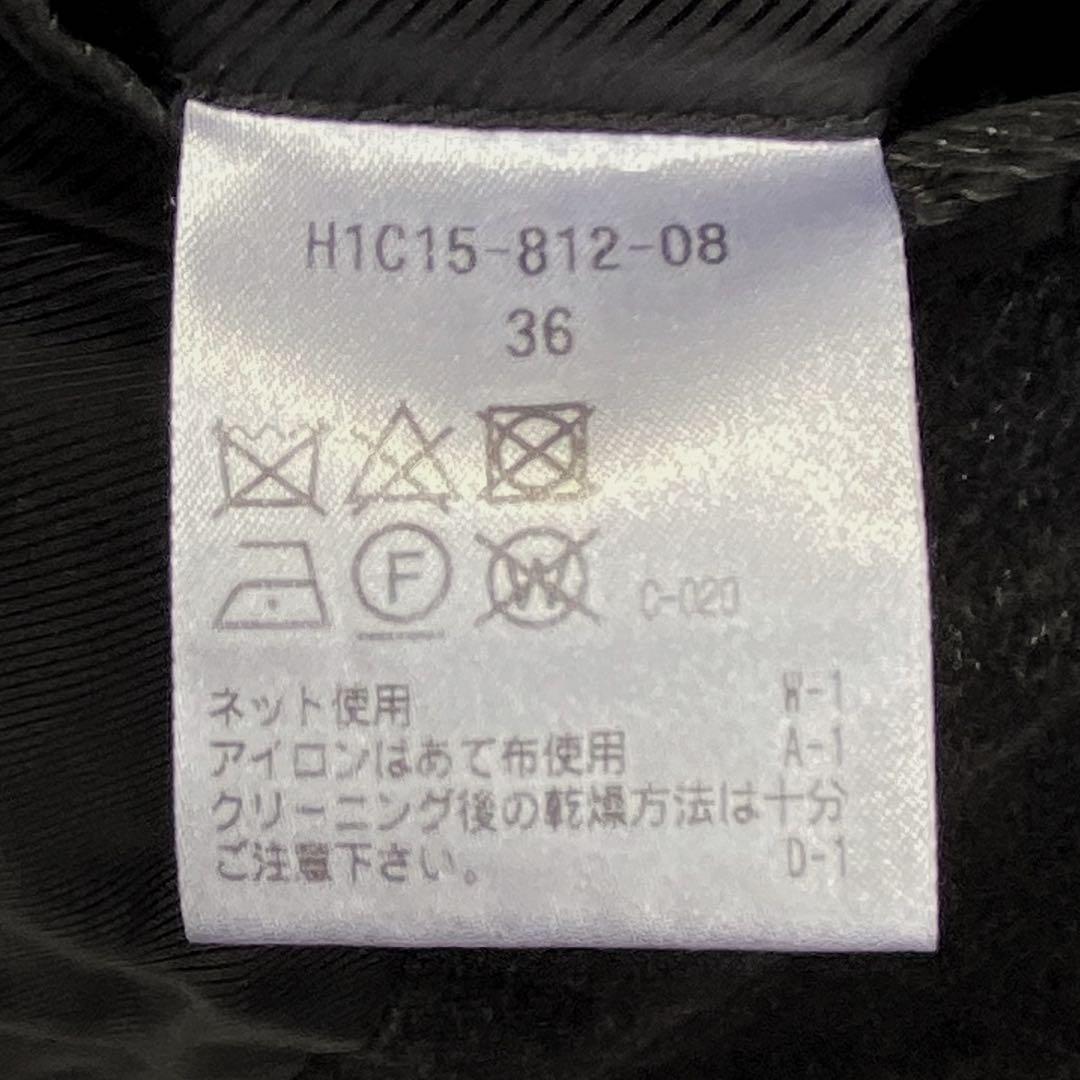 H1C15-812-08
36
F W C-020
ネット使用 W-1
アイロンはあて布使用 A-1
クリーニング後の乾燥方法は十分
ご注意下さい。 D-1